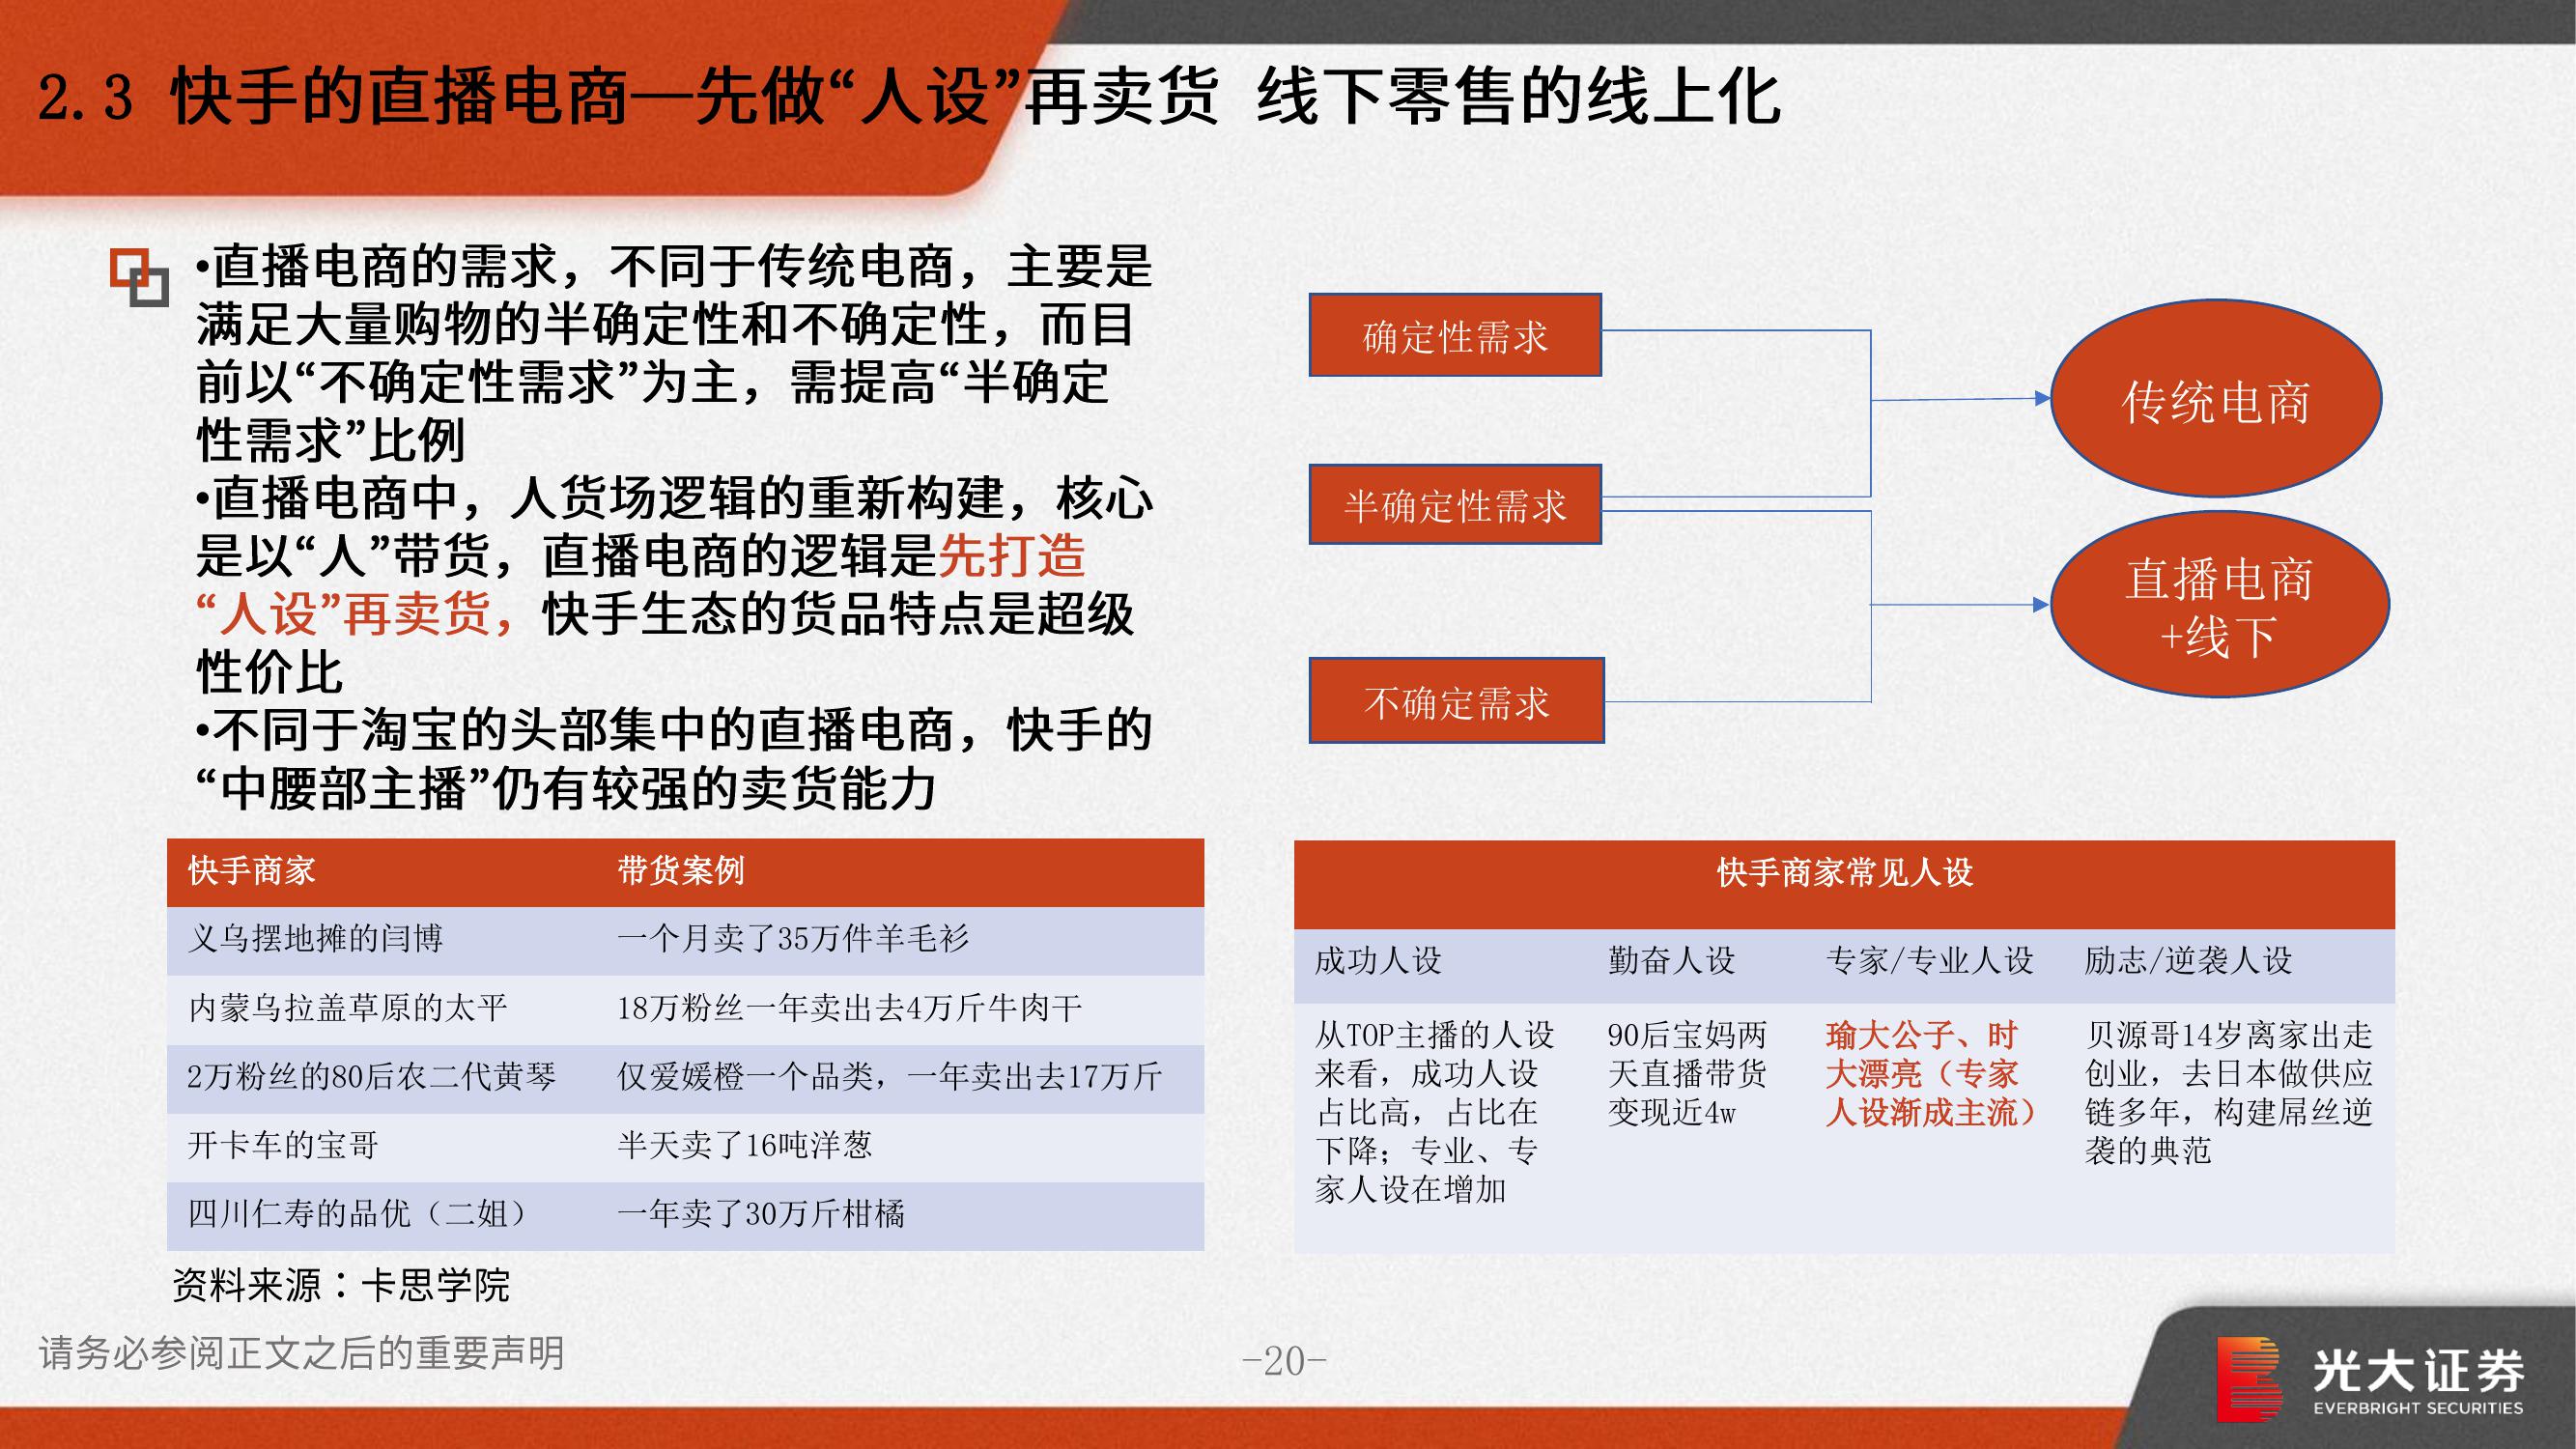 2.3 快手的直播电商—先做“人设”再卖货 线下零售的线上化
•直播电商的需求，不同于传统电商，主要是
满足大量购物的半确定性和不确定性，而目
前以“不确定性需求”为主，需提高“半确定
性需求”比例
•直播电商中，人货场逻辑的重新构建，核心
是以“人”带货，直播电商的逻辑是先打造
“人设”再卖货，快手生态的货品特点是超级
性价比
•不同于淘宝的头部集中的直播电商，快手的
“中腰部主播”仍有较强的卖货能力
确定性需求
半确定性需求
不确定需求
传统电商
直播电商
+线下
快手商家 带货案例
义乌摆地摊的闫博 一个月卖了35万件羊毛衫
内蒙乌拉盖草原的太平 18万粉丝一年卖出去4万斤牛肉干
2万粉丝的80后农二代黄琴 仅爱媛橙一个品类，一年卖出去17万斤
开卡车的宝哥 半天卖了16吨洋葱
四川仁寿的品优（二姐） 一年卖了30万斤柑橘
快手商家常见人设
成功人设 勤奋人设 专家/专业人设 励志/逆袭人设
从TOP主播的人设
来看，成功人设
占比高，占比在
下降；专业、专
家人设在增加
90后宝妈两
天直播带货
变现近4w
瑜大公子、时
大漂亮（专家
人设渐成主流）
贝源哥14岁离家出走
创业，去日本做供应
链多年，构建屌丝逆
袭的典范
资料来源：卡思学院
请务必参阅正文之后的重要声明
-20-
光大证券
EVERBRIGHT SECURITIES